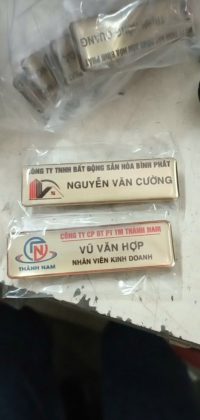 CÔNG TY TNHH BẤT ĐỘNG SẢN HÒA BÌNH PHÁT
NGUYỄN VĂN CƯỜNG
CÔNG TY CP ĐT PT TM THÀNH NAM
VŨ VĂN HỢP
NHÂN VIÊN KINH DOANH
THÀNH NAM